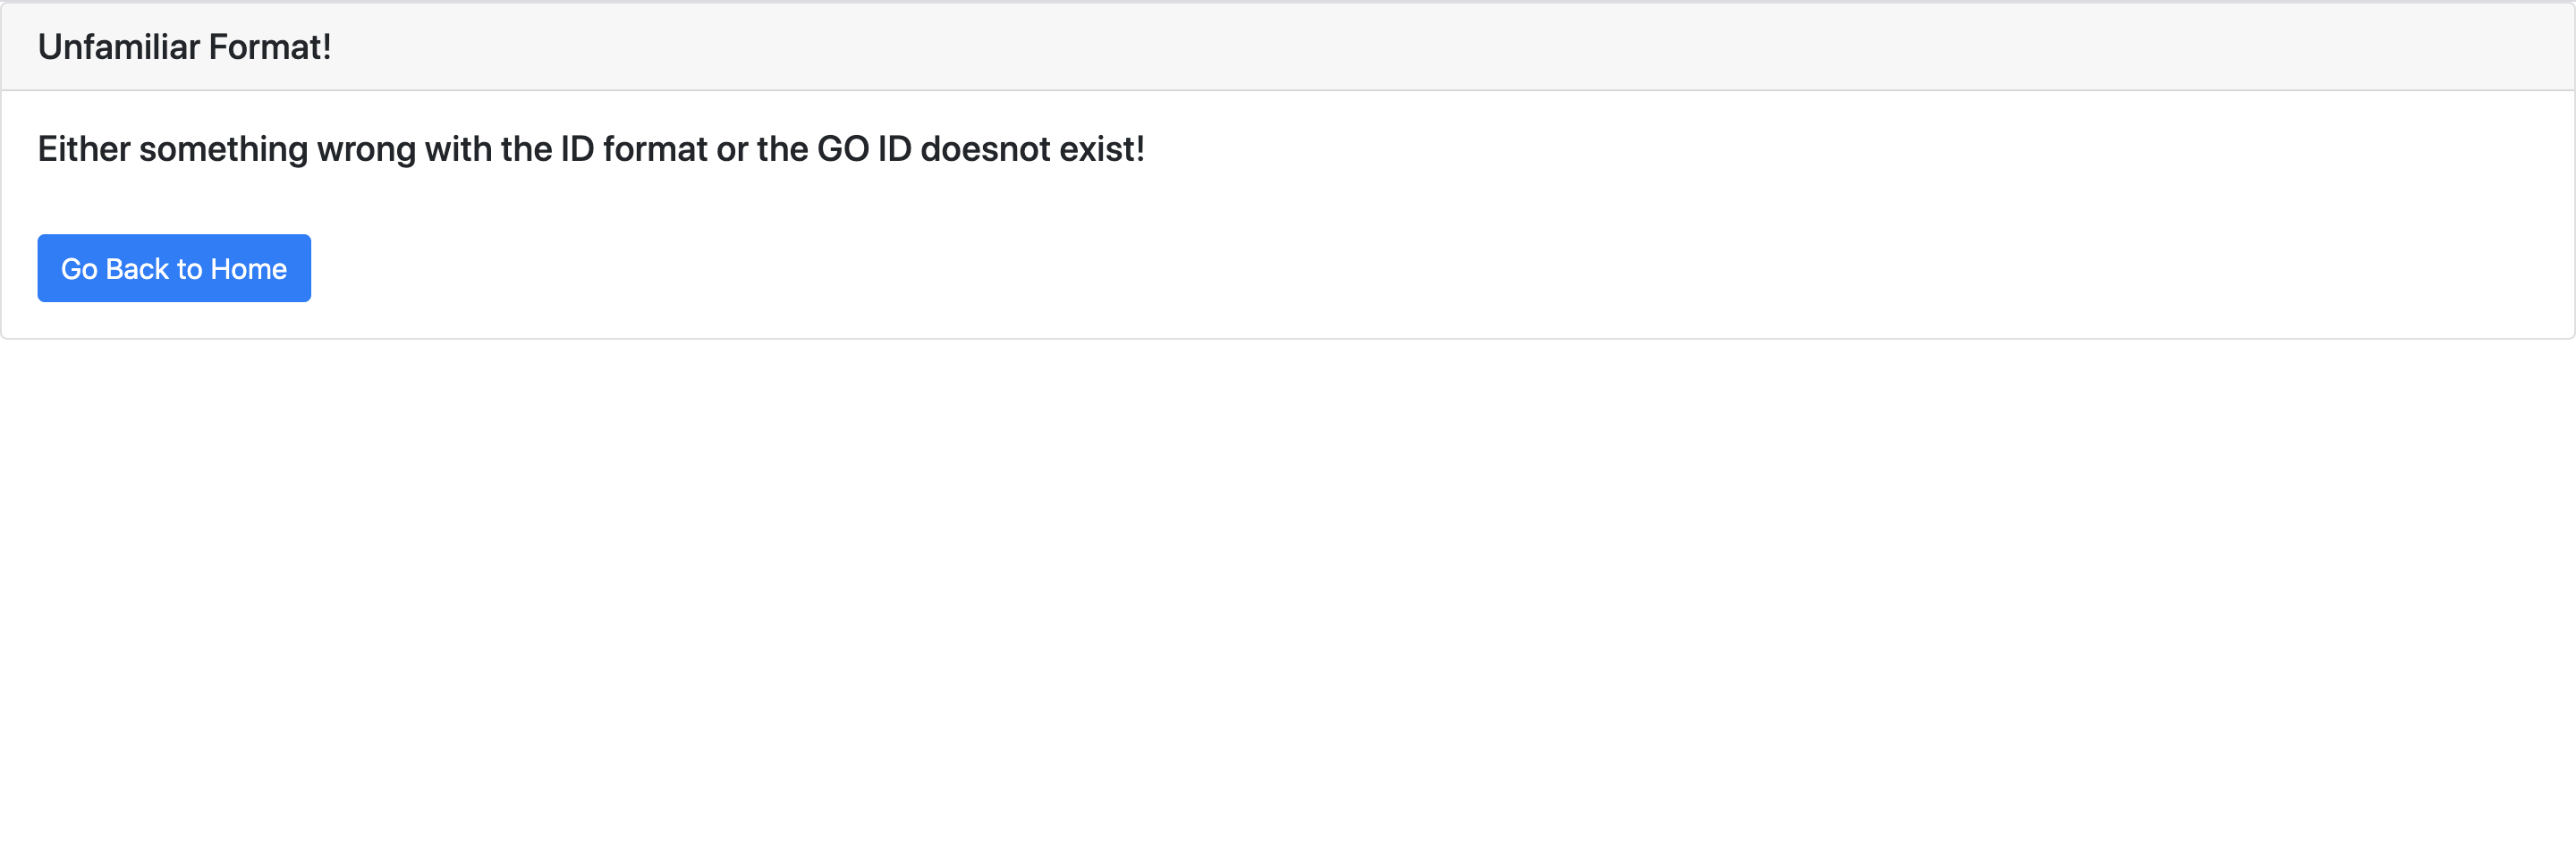 Unfamiliar Format!
Either something wrong with the ID format or the GO ID doesnot exist!
Go Back to Home